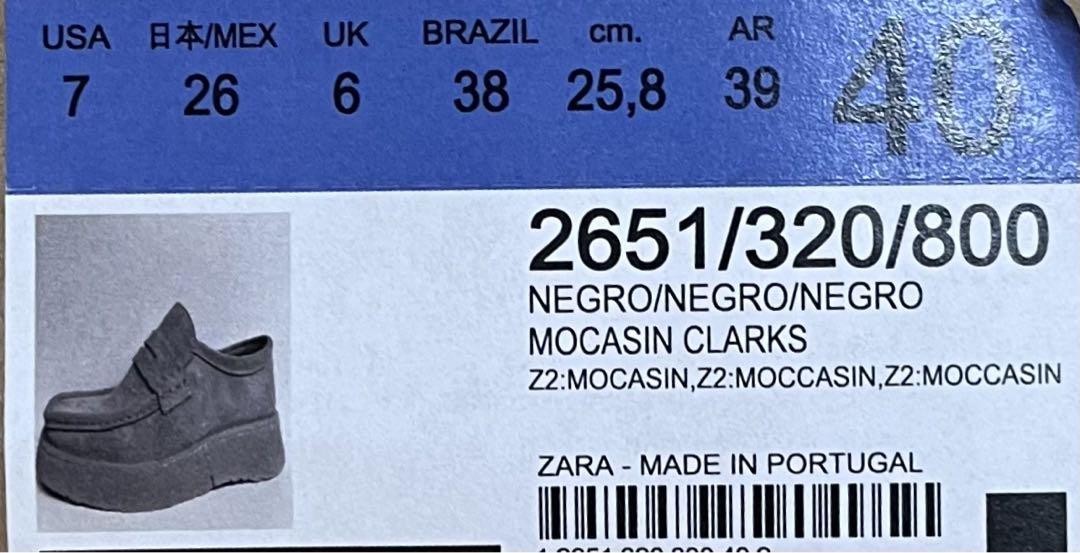 USA 日本/MEX UK BRAZIL cm. AR
7 26 6 38 25,8 39 40
2651/320/800
NEGRO/NEGRO/NEGRO
MOCASIN CLARKS
Z2:MOCASIN,Z2:MOCCASIN,Z2:MOCCASIN
ZARA - MADE IN PORTUGAL